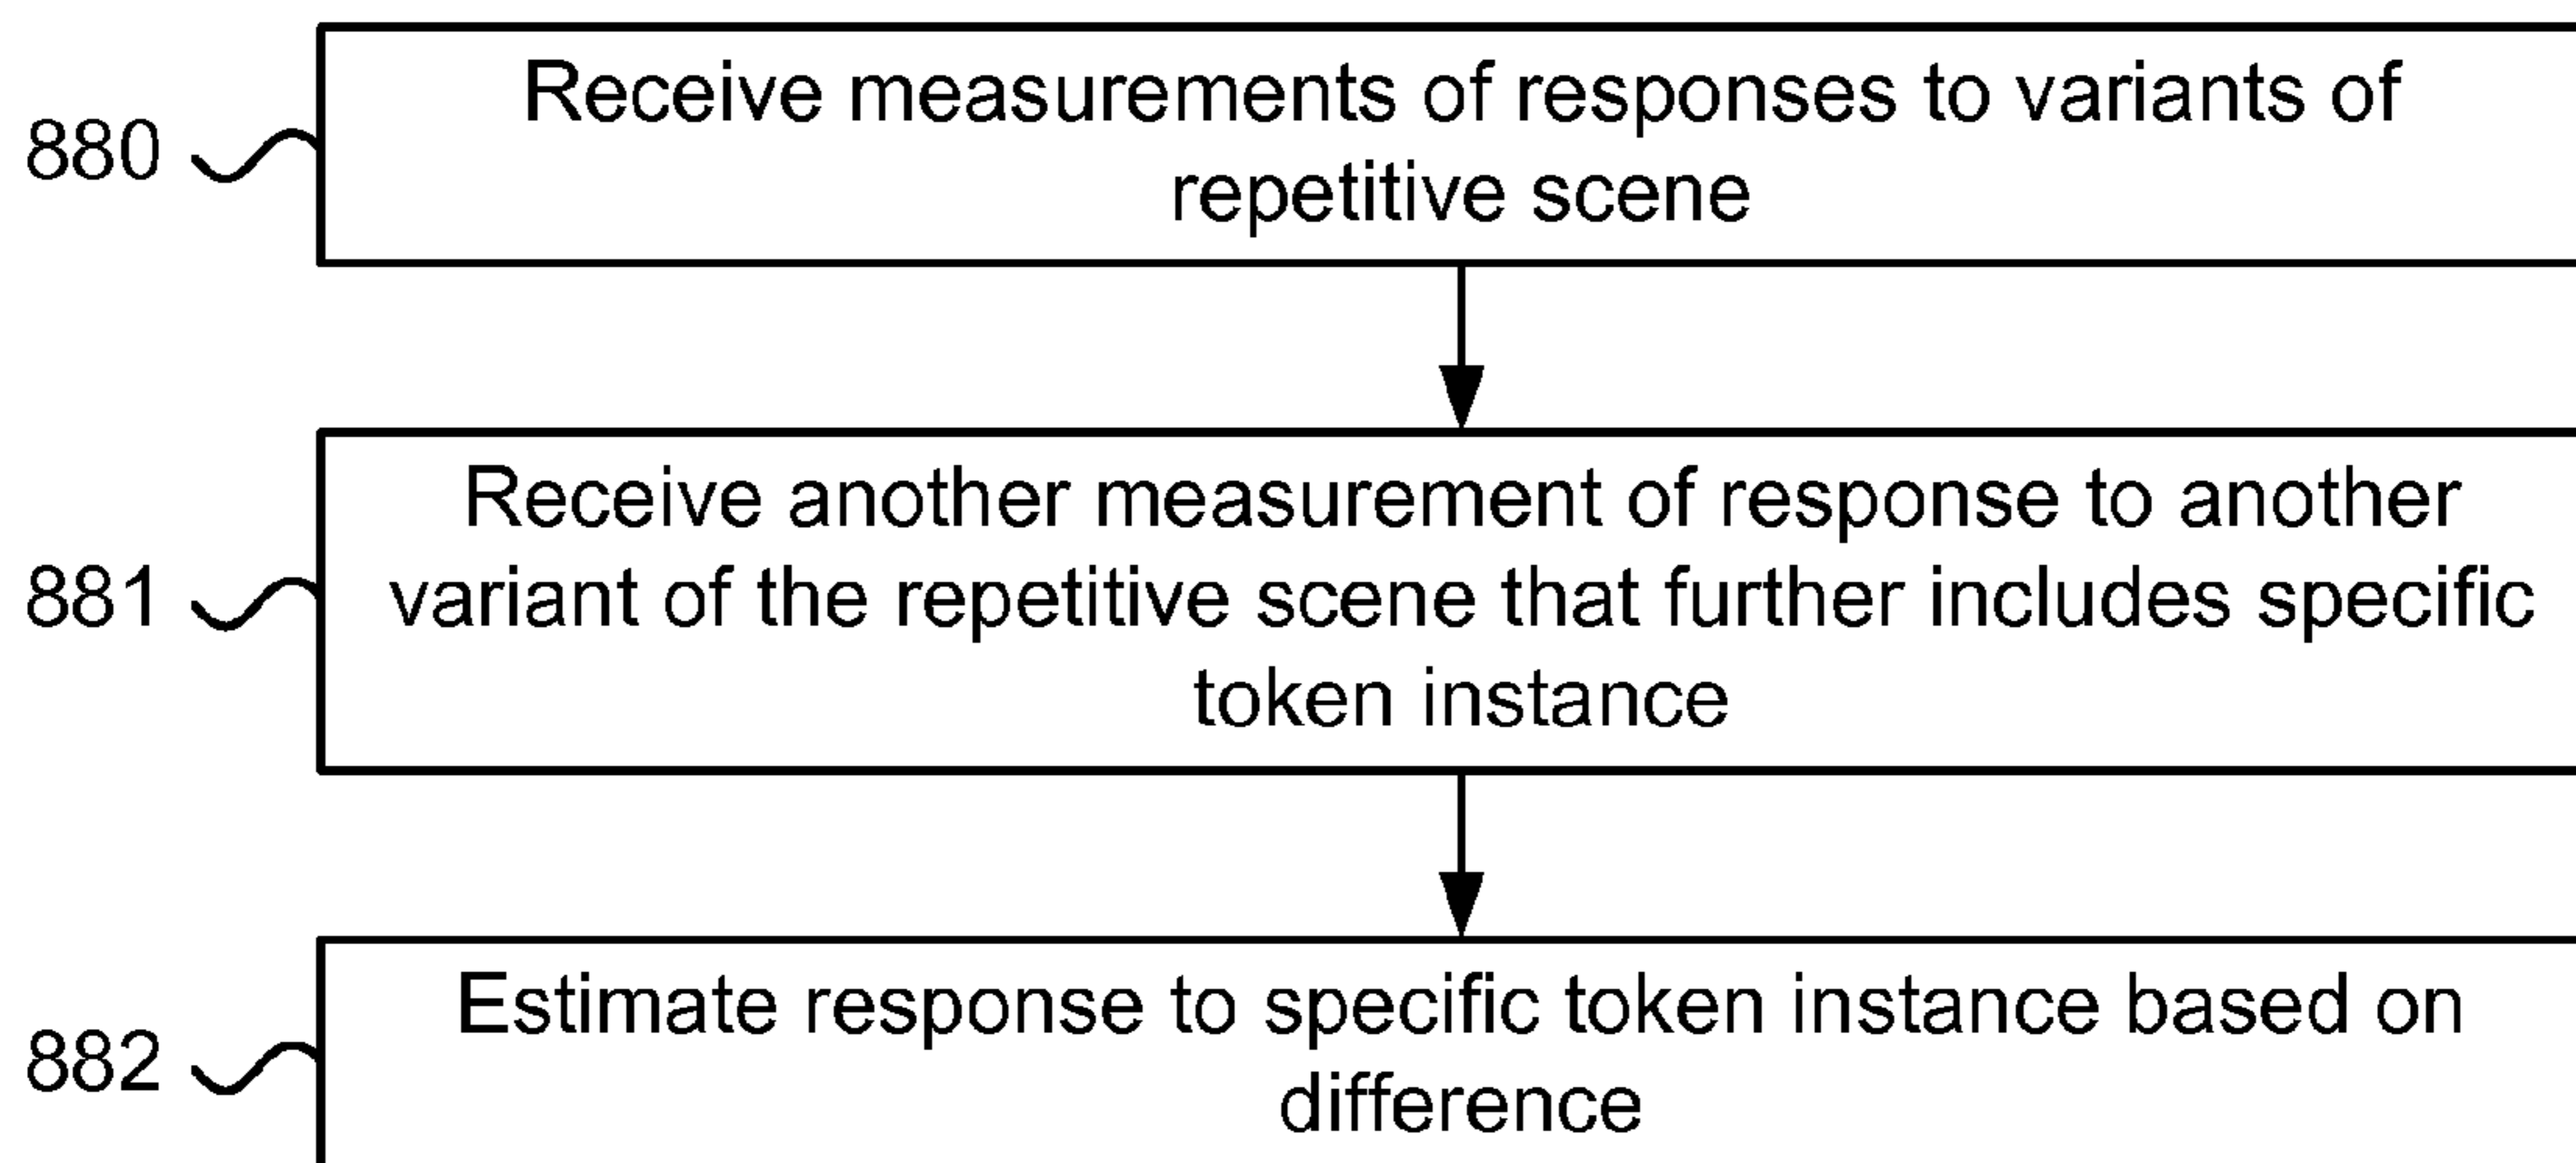 880
Receive measurements of responses to variants of
repetitive scene
881
Receive another measurement of response to another
variant of the repetitive scene that further includes specific
token instance
882
Estimate response to specific token instance based on
difference